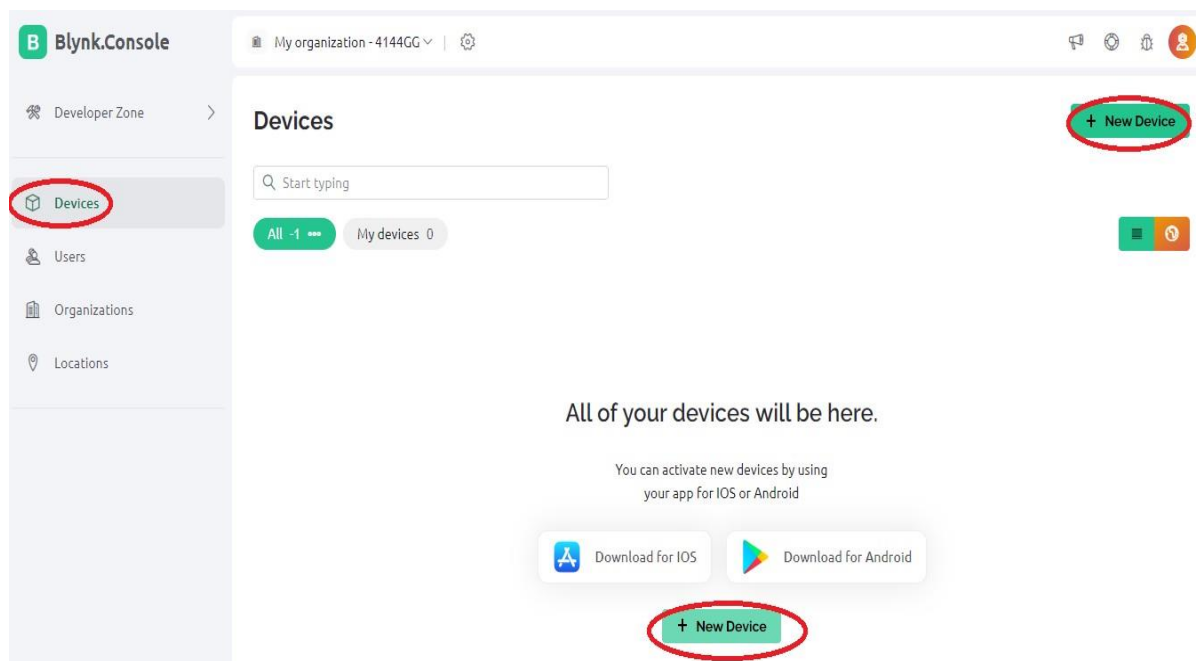 B Blynk.Console
My organization - 4144GG
Developer Zone
Devices
+ New Device
Start typing
Devices
All -1
My devices 0
Users
Organizations
Locations
All of your devices will be here.
You can activate new devices by using
your app for IOS or Android
Download for IOS
Download for Android
+ New Device